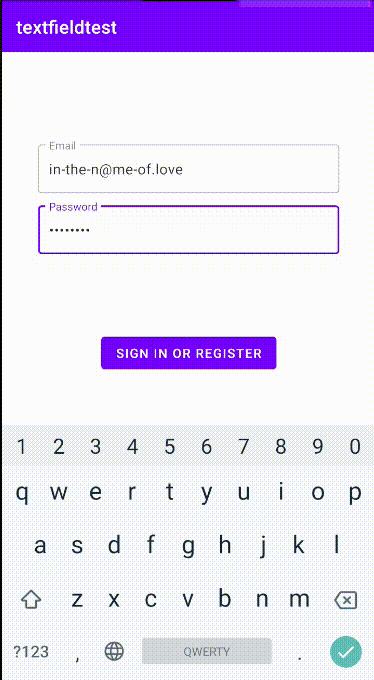 textfieldtest
Email
in-the-n@me-of.love
Password
••••••••
SIGN IN OR REGISTER
1 2 3 4 5 6 7 8 9 0
q w e r t y u i o p
a s d f g h j k l
z x c v b n m
?123 , QWERTY .